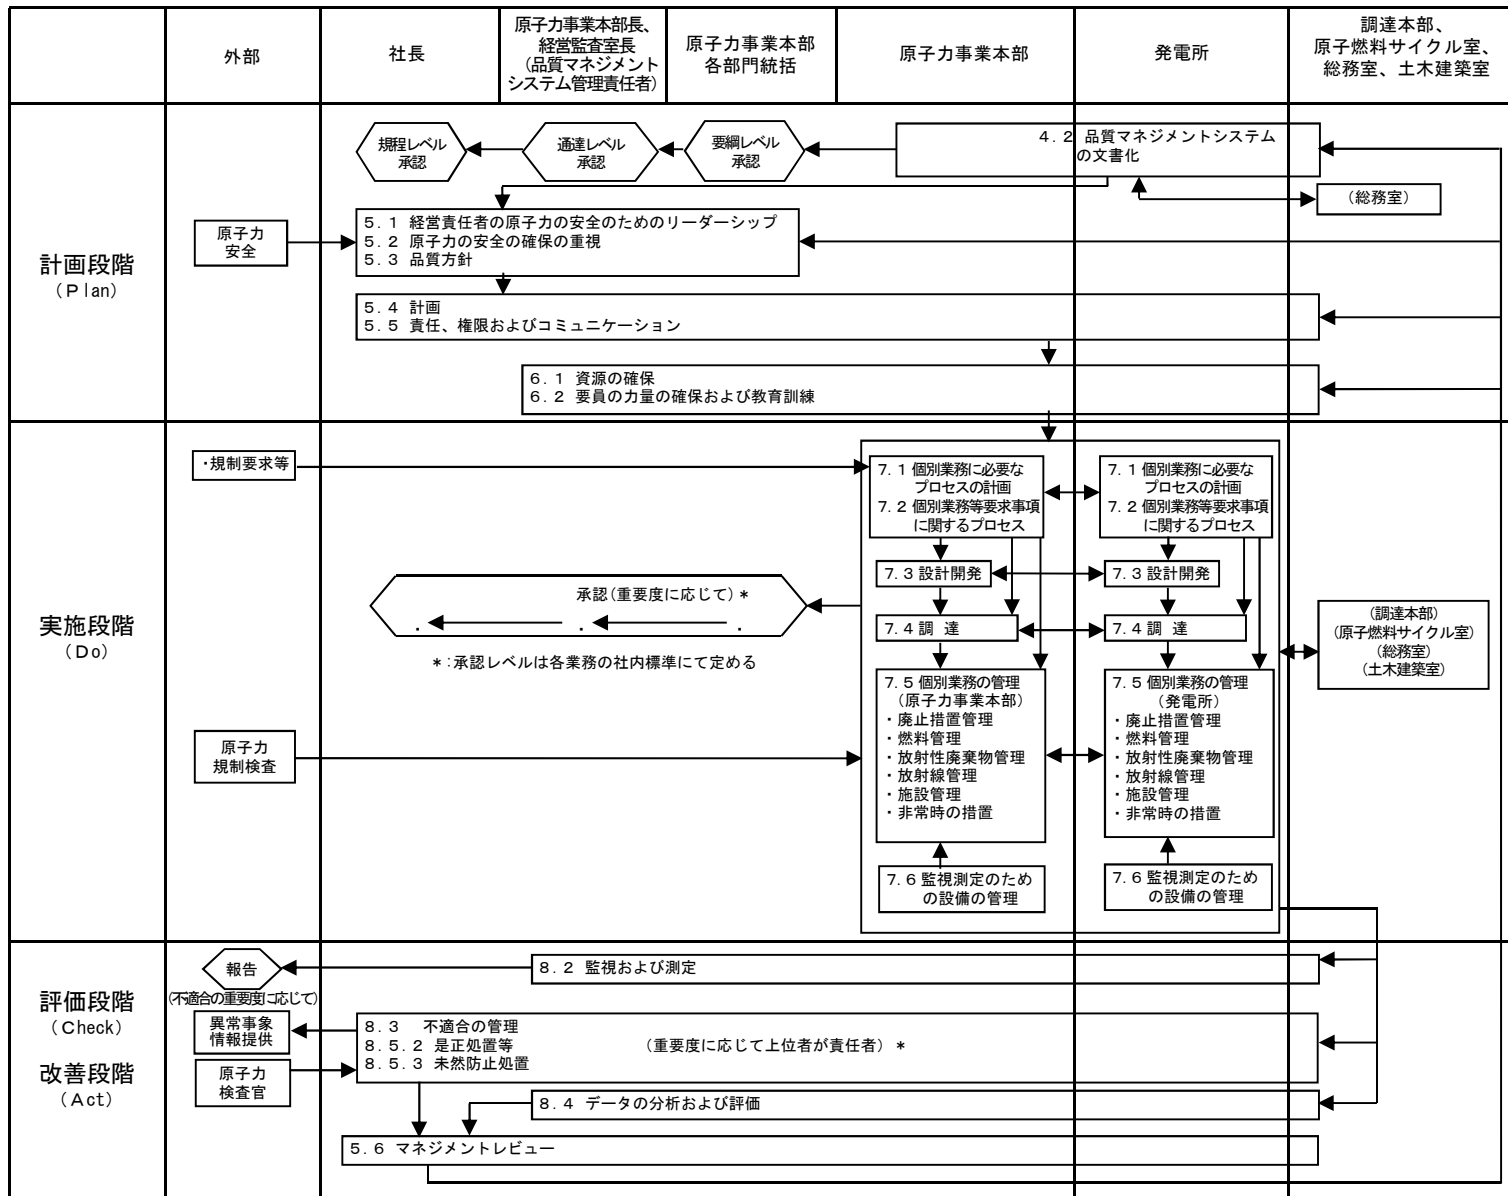 外部
社長
原子力事業本部長、
経営監査室長
（品質マネジメント
システム管理責任者）
原子力事業本部
各部門統括
原子力事業本部
発電所
調達本部、
原子燃料サイクル室、
総務室、土木建築室
計画段階
（Plan）
規程レベル
承認
通達レベル
承認
要綱レベル
承認
4.2 品質マネジメントシステム
の文書化
（総務室）
原子力
安全
5.1 経営責任者の原子力の安全のためのリーダーシップ
5.2 原子力の安全の確保の重視
5.3 品質方針
5.4 計画
5.5 責任、権限およびコミュニケーション
6.1 資源の確保
6.2 要員の力量の確保および教育訓練
実施段階
（Do）
・規制要求等
7.1 個別業務に必要な
プロセスの計画
7.2 個別業務等要求事項
に関するプロセス
7.1 個別業務に必要な
プロセスの計画
7.2 個別業務等要求事項
に関するプロセス
7.3 設計開発
7.3 設計開発
承認（重要度に応じて）＊
7.4 調 達
7.4 調 達
＊：承認レベルは各業務の社内標準にて定める
（調達本部）
（原子燃料サイクル室）
（総務室）
（土木建築室）
7.5 個別業務の管理
（原子力事業本部）
・廃止措置管理
・燃料管理
・放射性廃棄物管理
・放射線管理
・施設管理
・非常時の措置
7.5 個別業務の管理
（発電所）
・廃止措置管理
・燃料管理
・放射性廃棄物管理
・放射線管理
・施設管理
・非常時の措置
原子力
規制検査
7.6 監視測定のため
の設備の管理
7.6 監視測定のため
の設備の管理
評価段階
（Check）
改善段階
（Act）
報告
（不適合の重要度に応じて）
8.2 監視および測定
異常事象
情報提供
原子力
検査官
8.3 不適合の管理
8.5.2 是正処置等 （重要度に応じて上位者が責任者）＊
8.5.3 未然防止処置
8.4 データの分析および評価
5.6 マネジメントレビュー